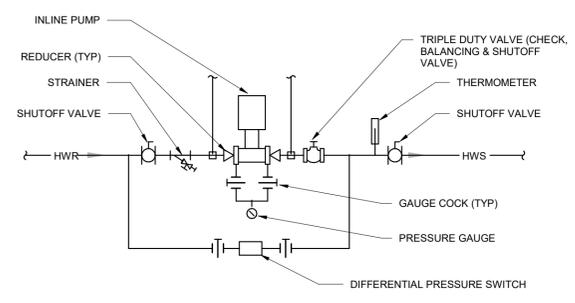 INLINE PUMP
REDUCER (TYP)
STRAINER
SHUTOFF VALVE
TRIPLE DUTY VALVE (CHECK,
BALANCING & SHUTOFF
VALVE)
THERMOMETER
SHUTOFF VALVE
HWR
HWS
GAUGE COCK (TYP)
PRESSURE GAUGE
DIFFERENTIAL PRESSURE SWITCH